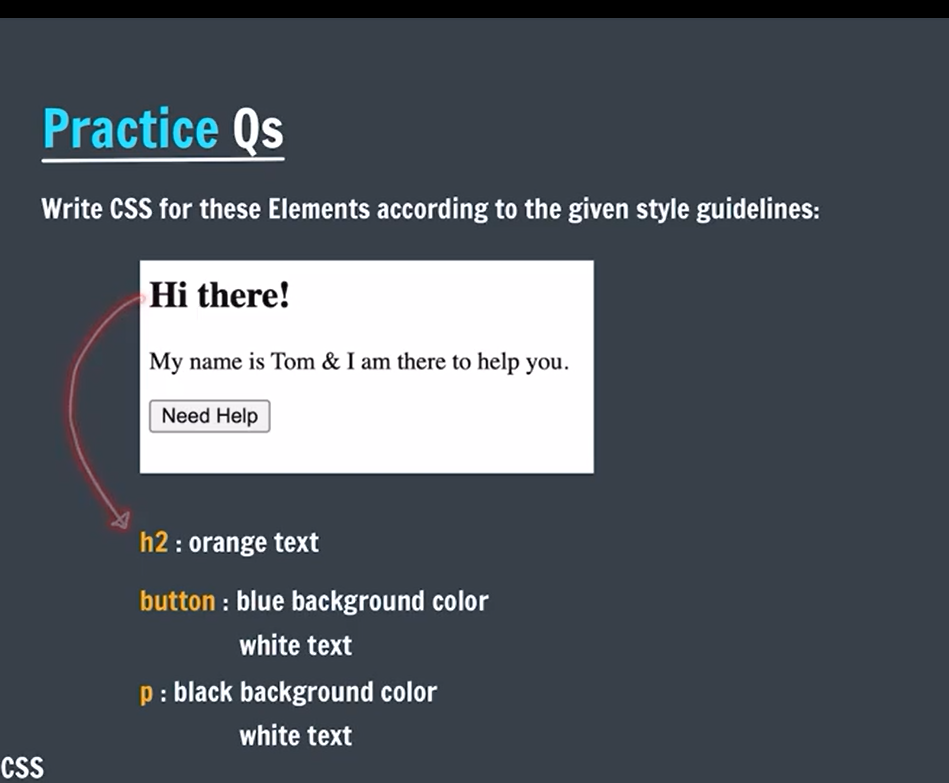 Practice Qs
Write CSS for these Elements according to the given style guidelines:
Hi there!
My name is Tom & I am there to help you.
Need Help
h2 : orange text
button : blue background color
white text
p : black background color
white text
CSS